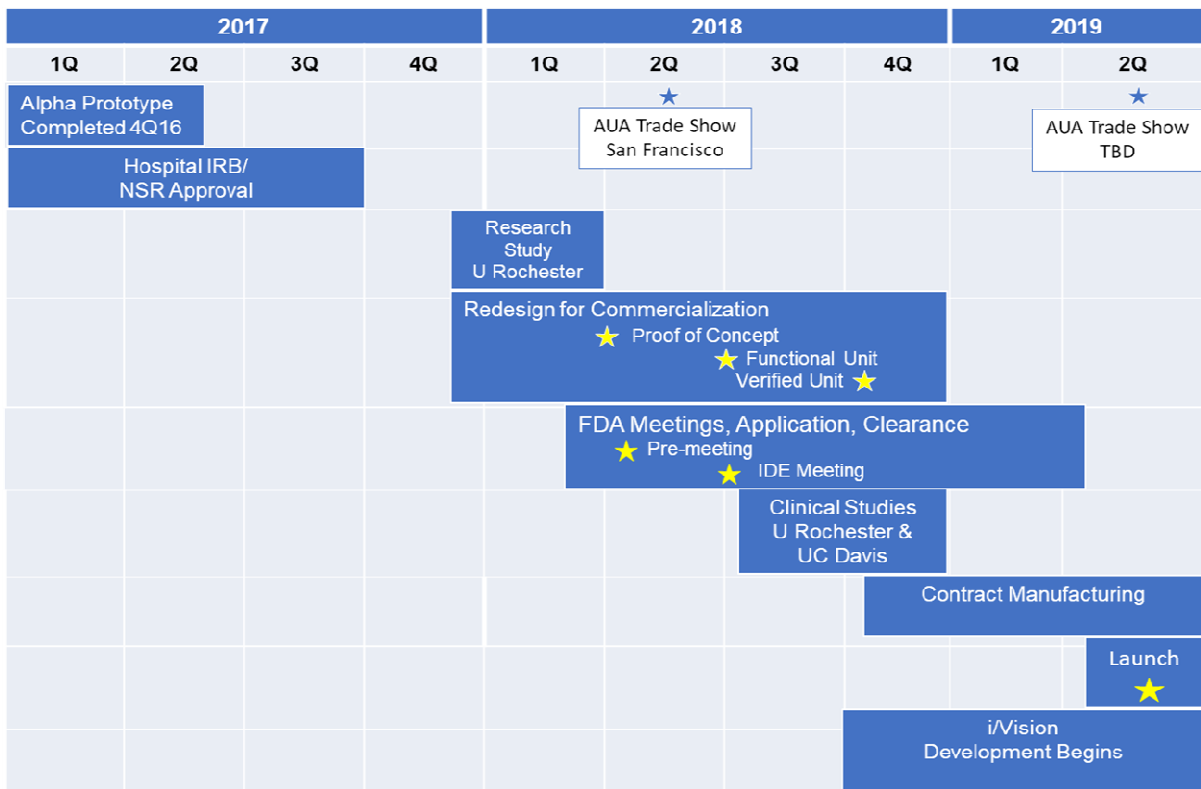 2017
2018
2019
1Q
2Q
3Q
4Q
1Q
2Q
3Q
4Q
1Q
2Q
Alpha Prototype
Completed 4Q16
AUA Trade Show
San Francisco
AUA Trade Show
TBD
Hospital IRB/
NSR Approval
Research
Study
U Rochester
Redesign for Commercialization
Proof of Concept
Functional Unit
Verified Unit
FDA Meetings, Application, Clearance
Pre-meeting
IDE Meeting
Clinical Studies
U Rochester &
UC Davis
Contract Manufacturing
Launch
i/Vision
Development Begins